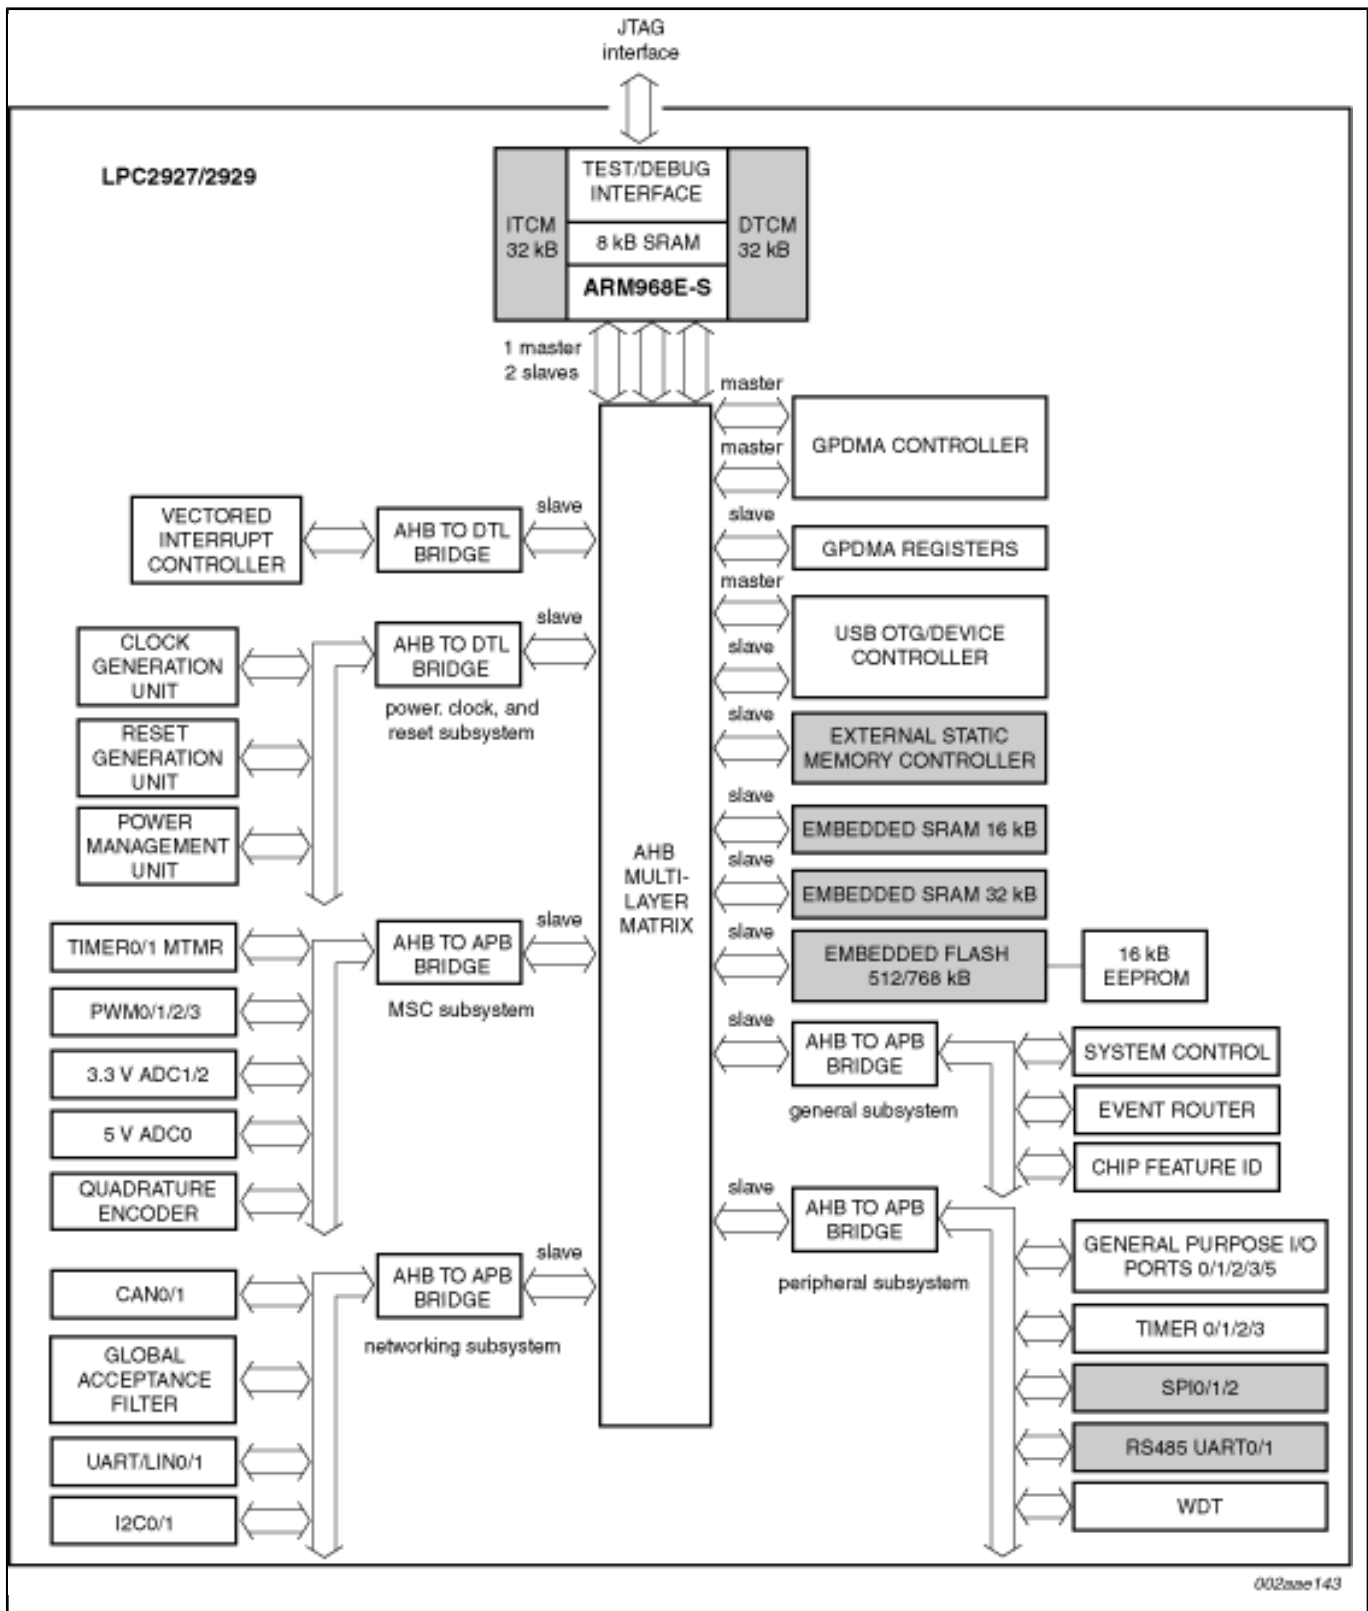 JTAG
interface
LPC2927/2929
ITCM
32 kB
TEST/DEBUG
INTERFACE
8 kB SRAM
ARM968E-S
DTCM
32 kB
1 master
2 slaves
master
GPDMA CONTROLLER
master
slave
GPDMA REGISTERS
master
USB OTG/DEVICE
CONTROLLER
slave
slave
EXTERNAL STATIC
MEMORY CONTROLLER
slave
EMBEDDED SRAM 16 kB
slave
EMBEDDED SRAM 32 kB
slave
EMBEDDED FLASH
512/768 kB
16 kB
EEPROM
slave
AHB TO APB
BRIDGE
general subsystem
SYSTEM CONTROL
EVENT ROUTER
CHIP FEATURE ID
slave
AHB TO APB
BRIDGE
peripheral subsystem
GENERAL PURPOSE I/O
PORTS 0/1/2/3/5
TIMER 0/1/2/3
SPI0/1/2
RS485 UART0/1
WDT
AHB
MULTI-
LAYER
MATRIX
VECTORED
INTERRUPT
CONTROLLER
AHB TO DTL
BRIDGE
slave
CLOCK
GENERATION
UNIT
AHB TO DTL
BRIDGE
slave
power. clock, and
reset subsystem
RESET
GENERATION
UNIT
POWER
MANAGEMENT
UNIT
TIMER0/1 MTMR
AHB TO APB
BRIDGE
slave
MSC subsystem
PWM0/1/2/3
3.3 V ADC1/2
5 V ADC0
QUADRATURE
ENCODER
CAN0/1
AHB TO APB
BRIDGE
slave
networking subsystem
GLOBAL
ACCEPTANCE
FILTER
UART/LIN0/1
I2C0/1
002aae143